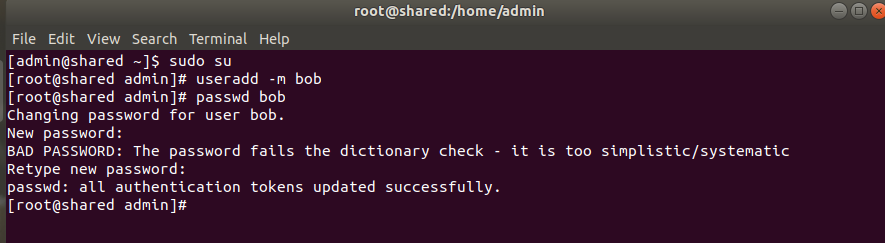 root@shared:/home/admin
File Edit View Search Terminal Help
[admin@shared ~]$ sudo su
[root@shared admin]# useradd -m bob
[root@shared admin]# passwd bob
Changing password for user bob.
New password:
BAD PASSWORD: The password fails the dictionary check - it is too simplistic/systematic
Retype new password:
passwd: all authentication tokens updated successfully.
[root@shared admin]#